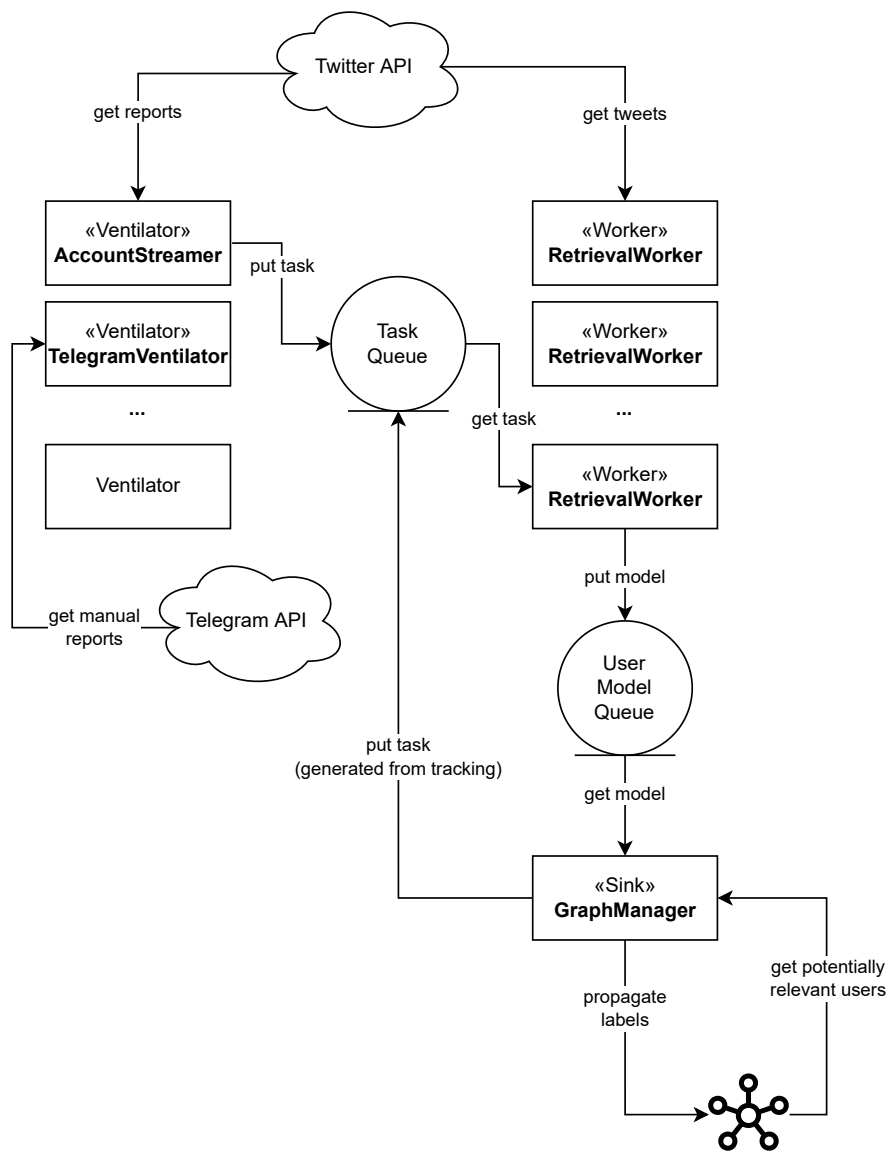 Twitter API
get reports
get tweets
«Ventilator»
AccountStreamer
put task
«Worker»
RetrievalWorker
«Ventilator»
TelegramVentilator
Task
Queue
«Worker»
RetrievalWorker
...
...
get task
Ventilator
«Worker»
RetrievalWorker
put model
Telegram API
get manual
reports
User
Model
Queue
put task
(generated from tracking)
get model
«Sink»
GraphManager
propagate
labels
get potentially
relevant users